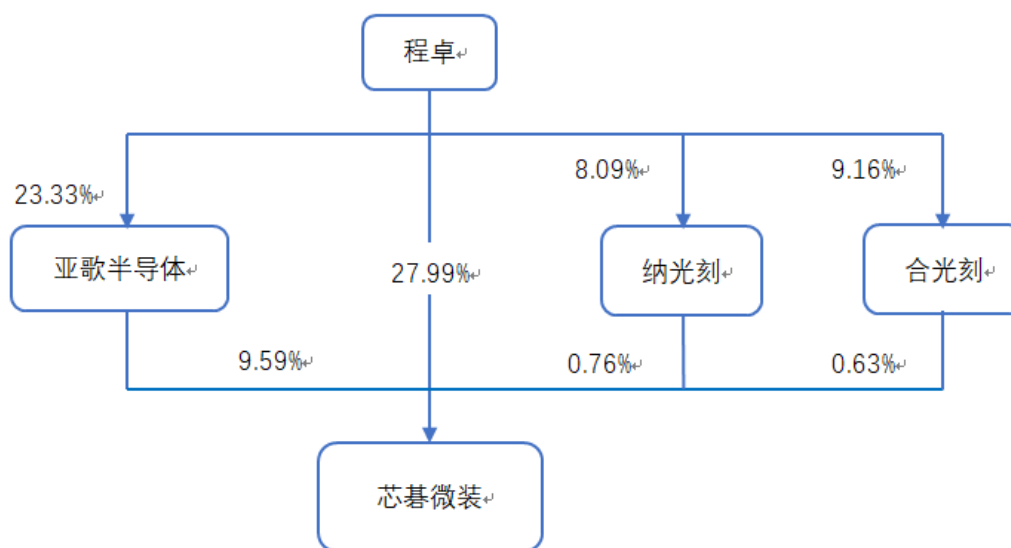 程卓
23.33%
8.09%
9.16%
亚歌半导体
27.99%
纳光刻
合光刻
9.59%
0.76%
0.63%
芯碁微装